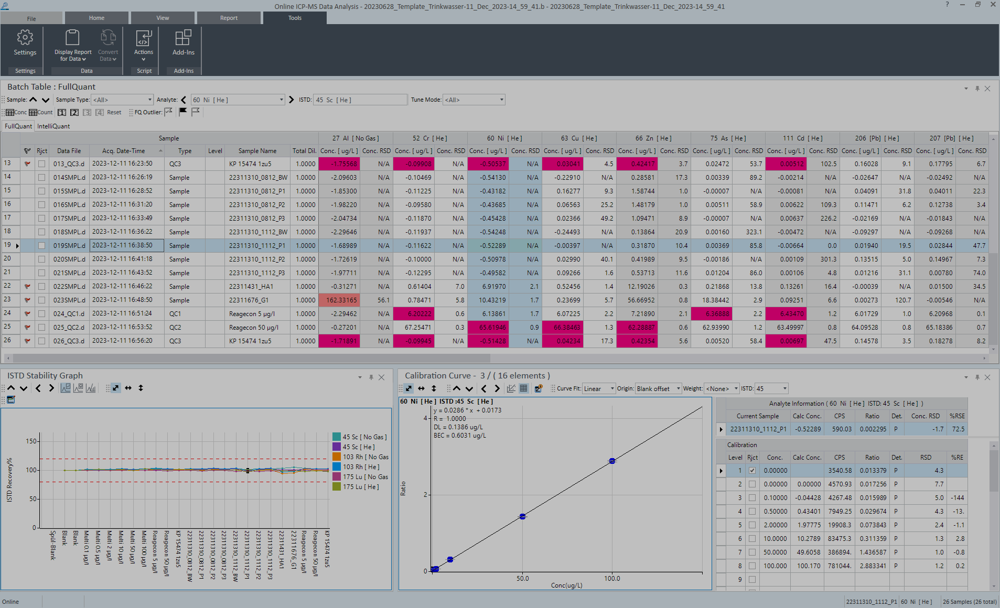 Online ICP-MS Data Analysis - 20230628_Template_Trinkwasser-11_Dec_2023-14_59_41.b - 20230628_Template_Trinkwasser-11_Dec_2023-14_59_41
File Home View Report Tools
Settings Display Report for Data Convert Data Actions Add-Ins
Settings Data Script Add-Ins
Batch Table : FullQuant
Sample: Sample Type: <All> Analyte: 60 Ni [ He ] ISTD: 45 Sc [ He ] Tune Mode: <All>
Conc Count 1 2 3 4 Reset FQ Outlier:
FullQuant IntelliQuant
Sample 27 Al [ No Gas ] 52 Cr [ He ] 60 Ni [ He ] 63 Cu [ He ] 66 Zn [ He ] 75 As [ He ] 111 Cd [ He ] 206 [Pb] [ He ] 207 [Pb] [ He ]
Rjct Data File Acq. Date-Time Type Level Sample Name Total Dil. Conc. [ ug/L ] Conc. RSD Conc. [ ug/L ] Conc. RSD Conc. [ ug/L ] Conc. RSD Conc. [ ug/L ] Conc. RSD Conc. [ ug/L ] Conc. RSD Conc. [ ug/L ] Conc. RSD Conc. [ ug/L ] Conc. RSD Conc. [ ug/L ] Conc. RSD Conc. [ ug/L ] Conc. RSD
13 013_QC3.d 2023-12-11 16:23:50 QC3 KP 15474 1zu5 1.0000 -1.75568 N/A -0.09908 N/A -0.50537 N/A 0.03041 4.5 0.42417 3.7 0.02472 53.7 0.00512 102.5 0.16028 9.1 0.17795 6.7
14 014SMPL.d 2023-12-11 16:26:19 Sample 22311310_0812_BW 1.0000 -2.09603 N/A -0.10469 N/A -0.54130 N/A -0.22910 N/A 0.28581 17.3 0.00339 89.2 -0.00214 N/A -0.02647 N/A -0.02492 N/A
15 015SMPL.d 2023-12-11 16:28:52 Sample 22311310_0812_P1 1.0000 -1.85300 N/A -0.11225 N/A -0.43182 N/A 0.16277 9.3 1.58744 1.0 -0.00007 N/A -0.00081 N/A 0.04091 31.8 0.04011 22.3
16 016SMPL.d 2023-12-11 16:31:20 Sample 22311310_0812_P2 1.0000 -1.98220 N/A -0.09580 N/A -0.43685 N/A 0.06563 25.2 1.48179 1.0 0.00511 58.9 0.00622 109.3 0.11471 6.2 0.12738 3.4
17 017SMPL.d 2023-12-11 16:33:49 Sample 22311310_0812_P3 1.0000 -2.04734 N/A -0.11870 N/A -0.45428 N/A 0.02366 49.2 1.09471 8.9 -0.00007 N/A 0.00637 226.2 -0.02169 N/A -0.01843 N/A
18 018SMPL.d 2023-12-11 16:36:22 Sample 22311310_1112_BW 1.0000 -2.29646 N/A -0.11937 N/A -0.54248 N/A -0.24493 N/A 0.13864 20.9 0.00160 323.1 -0.00472 N/A -0.09297 N/A -0.09268 N/A
19 019SMPL.d 2023-12-11 16:38:50 Sample 22311310_1112_P1 1.0000 -1.68989 N/A -0.11622 N/A -0.52289 N/A -0.00397 N/A 0.31870 10.4 0.00369 85.8 -0.00664 0.0 0.01940 19.5 0.02844 47.7
20 020SMPL.d 2023-12-11 16:41:18 Sample 22311310_1112_P2 1.0000 -1.72619 N/A -0.10000 N/A -0.50978 N/A 0.02990 40.1 0.41989 9.5 -0.00186 N/A 0.00109 301.3 0.13515 5.0 0.14967 7.3
21 021SMPL.d 2023-12-11 16:43:52 Sample 22311310_1112_P3 1.0000 -1.97711 N/A -0.12295 N/A -0.49582 N/A 0.09266 1.6 0.53713 11.6 0.01204 86.0 0.00106 4.8 0.01216 31.1 0.00780 74.0
22 022SMPL.d 2023-12-11 16:46:22 Sample 22311431_HA1 1.0000 -0.31271 N/A 0.61404 7.0 6.91970 2.1 0.52456 1.4 12.19026 0.3 0.21868 13.8 0.13261 16.4 -0.00039 N/A 0.01500 34.5
23 023SMPL.d 2023-12-11 16:48:50 Sample 22311676_G1 1.0000 162.33165 56.1 0.78471 5.8 10.43219 1.7 0.23699 5.7 56.66952 0.8 18.38442 2.9 0.09251 6.6 0.00273 120.7 -0.00546 N/A
24 024_QC1.d 2023-12-11 16:51:24 QC1 Reagecon 5 µg/l 1.0000 -2.29462 N/A 6.20222 0.6 6.13861 1.7 6.07225 2.2 7.21890 2.1 6.36888 2.2 6.43470 1.2 6.01729 1.0 6.20968 0.1
25 025_QC2.d 2023-12-11 16:53:52 QC2 Reagecon 50 µg/l 1.0000 -0.27201 N/A 67.25471 0.3 65.61946 0.9 66.38463 1.3 62.28887 0.6 62.93990 1.2 63.49997 0.8 64.09528 0.8 65.18386 0.7
26 026_QC3.d 2023-12-11 16:56:20 QC3 KP 15474 1zu5 1.0000 -1.71891 N/A -0.09945 N/A -0.51428 N/A 0.04234 17.3 0.42354 5.6 0.00520 58.4 0.00697 47.5 0.14578 3.5 0.18278 8.2
ISTD Stability Graph
ISTD Recovery%
150
100
50
0
45 Sc [ No Gas ]
45 Sc [ He ]
103 Rh [ No Gas
103 Rh [ He ]
175 Lu [ No Gas
175 Lu [ He ]
Spül-Blank
Blank
Blank
Multi 0.1 µg/l
Multi 0.5 µg/l
Multi 2 µg/l
Multi 10 µg/l
Multi 50 µg/l
Multi 100 µg/l
Reagecon 5 µg/l
Reagecon 50 µg/l
KP 15474 1zu5
22311310_0812_BW
22311310_0812_P1
22311310_0812_P2
22311310_0812_P3
22311310_1112_BW
22311310_1112_P1
22311310_1112_P2
22311310_1112_P3
22311431_HA1
22311676_G1
Reagecon 5 µg/l
Reagecon 50 µg/l
KP 15474 1zu5
Calibration Curve - 3 / ( 16 elements )
Curve Fit: Linear Origin: Blank offset Weight: <None> ISTD: 45
60 Ni [ He ] ISTD :45 Sc [ He ]
y = 0.0286 * x + 0.0173
R = 1.0000
DL = 0.1386 ug/L
BEC = 0.6031 ug/L
Ratio
4
2
0
50.0 100.0
Conc(ug/L)
Analyte Information ( 60 Ni [ He ] ISTD: 45 Sc [ He ] )
Current Sample Calc Conc. CPS Ratio Det. Conc. RSD %RSE
22311310_1112_P1 -0.52289 590.03 0.002295 P -1.7 72.5
Calibration
Level Rjct Conc. Calc Conc. CPS Ratio Det. RSD %RE
1 0.00000 3540.58 0.013379 P 4.3
2 0.00000 0.00000 4570.93 0.017256 P 7.7
3 0.10000 -0.04428 4267.48 0.015989 P 5.0 -144
4 0.50000 0.43401 7949.25 0.029674 P 4.3 -13.
5 2.00000 1.97775 19908.3 0.073843 P 2.4 -1.1
6 10.0000 10.2789 83475.3 0.311359 P 1.3 2.8
7 50.0000 49.6058 386894. 1.436587 P 1.0 -0.8
8 100.000 100.170 781044. 2.883341 P 1.2 0.2
9
Online 22311310_1112_P1 60 Ni [ He ] 26 Samples (26 total)